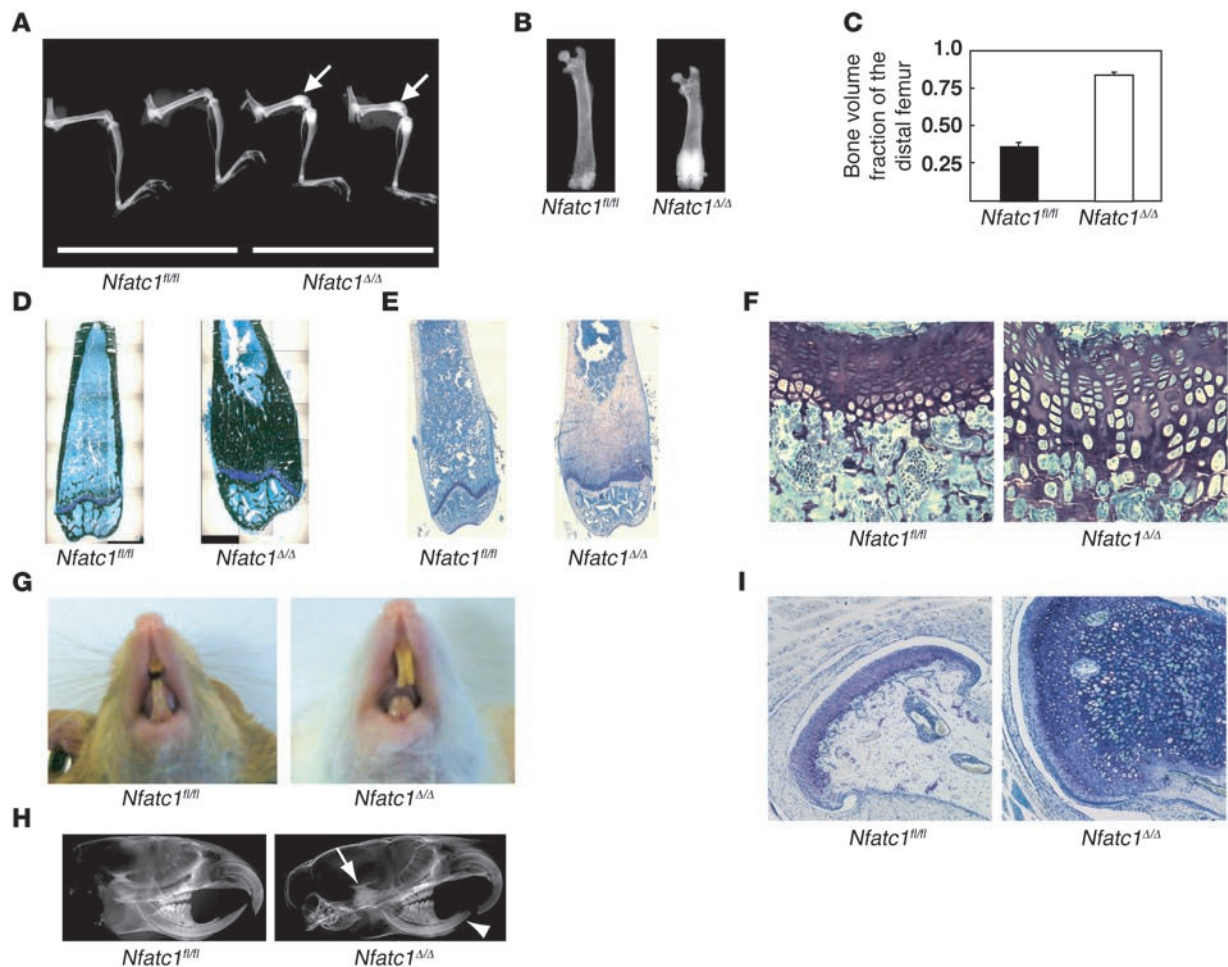 A
Nfatc1fl/fl
Nfatc1Δ/Δ
B
Nfatc1fl/fl
Nfatc1Δ/Δ
C
Bone volume
fraction of the
distal femur
1.0
0.75
0.50
0.25
Nfatc1fl/fl
Nfatc1Δ/Δ
D
Nfatc1fl/fl
Nfatc1Δ/Δ
E
Nfatc1fl/fl
Nfatc1Δ/Δ
F
Nfatc1fl/fl
Nfatc1Δ/Δ
G
Nfatc1fl/fl
Nfatc1Δ/Δ
H
Nfatc1fl/fl
Nfatc1Δ/Δ
I
Nfatc1fl/fl
Nfatc1Δ/Δ